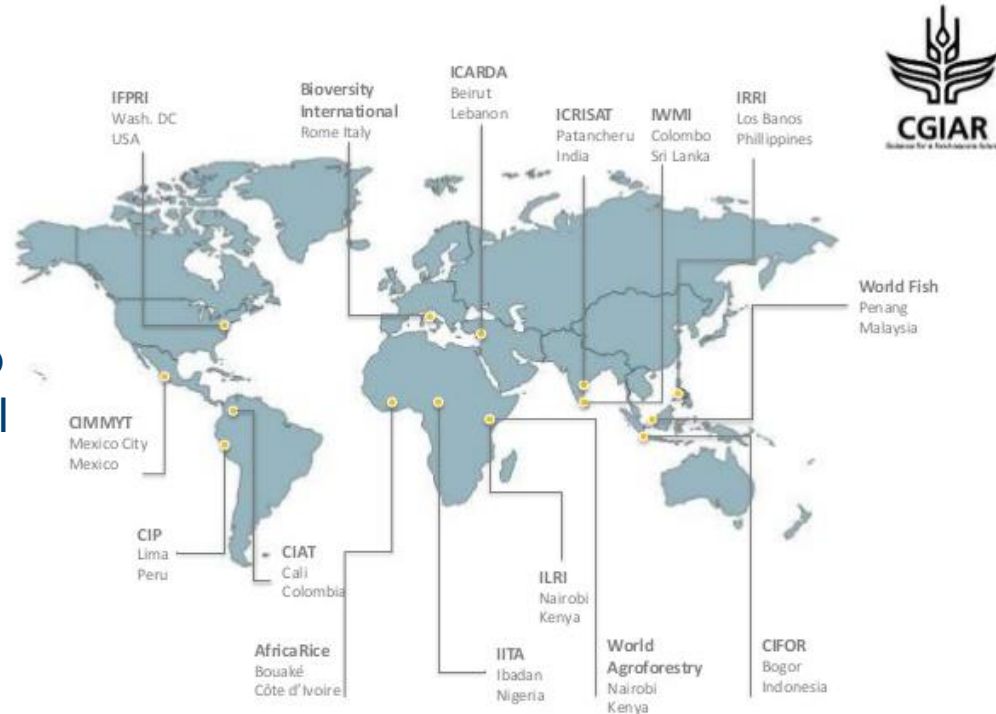 CGIAR
IFPRI
Wash. DC
USA
Bioversity
International
Rome Italy
ICARDA
Beirut
Lebanon
ICRISAT
Patancheru
India
IWMI
Colombo
Sri Lanka
IRRI
Los Banos
Phillippines
World Fish
Penang
Malaysia
CIMMYT
Mexico City
Mexico
CIP
Lima
Peru
CIAT
Cali
Colombia
ILRI
Nairobi
Kenya
AfricaRice
Bouaké
Côte d'Ivoire
IITA
Ibadan
Nigeria
World
Agroforestry
Nairobi
Kenya
CIFOR
Bogor
Indonesia